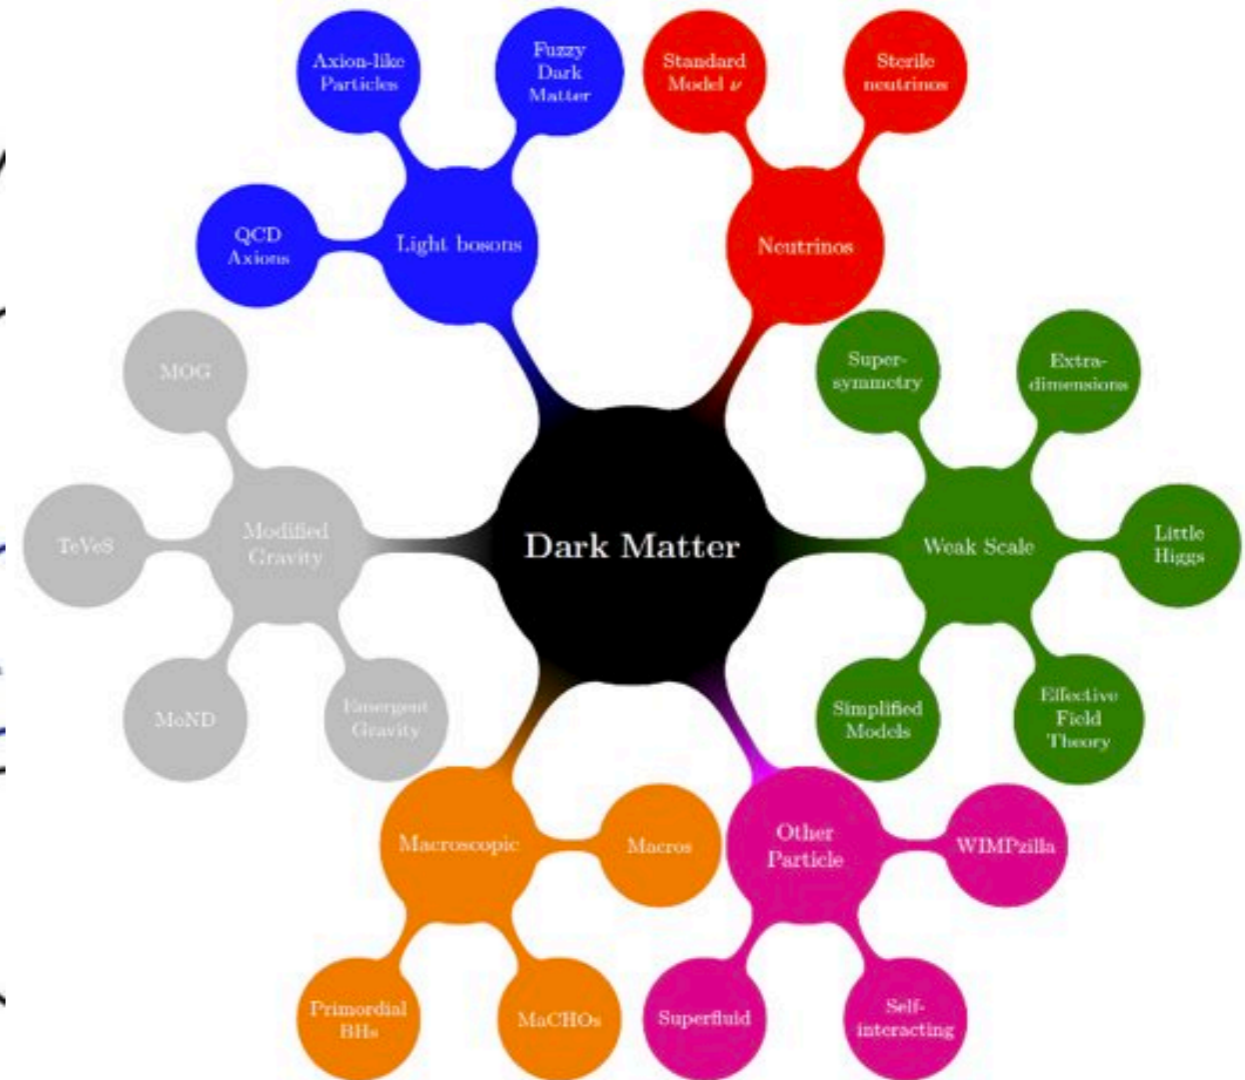 Axion-like
Particles
Fuzzy
Dark
Matter
Standard
Model ν
Sterile
neutrinos
QCD
Axions
Light bosons
Neutrinos
MOG
Super-
symmetry
Extra-
dimensions
TeVeS
Modified
Gravity
Dark Matter
Weak Scale
Little
Higgs
MoND
Emergent
Gravity
Simplified
Models
Effective
Field
Theory
Macroscopic
Macros
Other
Particle
WIMPzilla
Primordial
BHs
MaCHOs
Superfluid
Self-
interacting